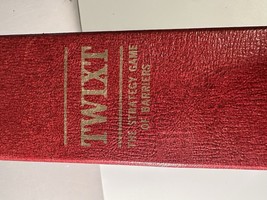 TWIXT
THE STRATEGY GAME
OF BARRIERS